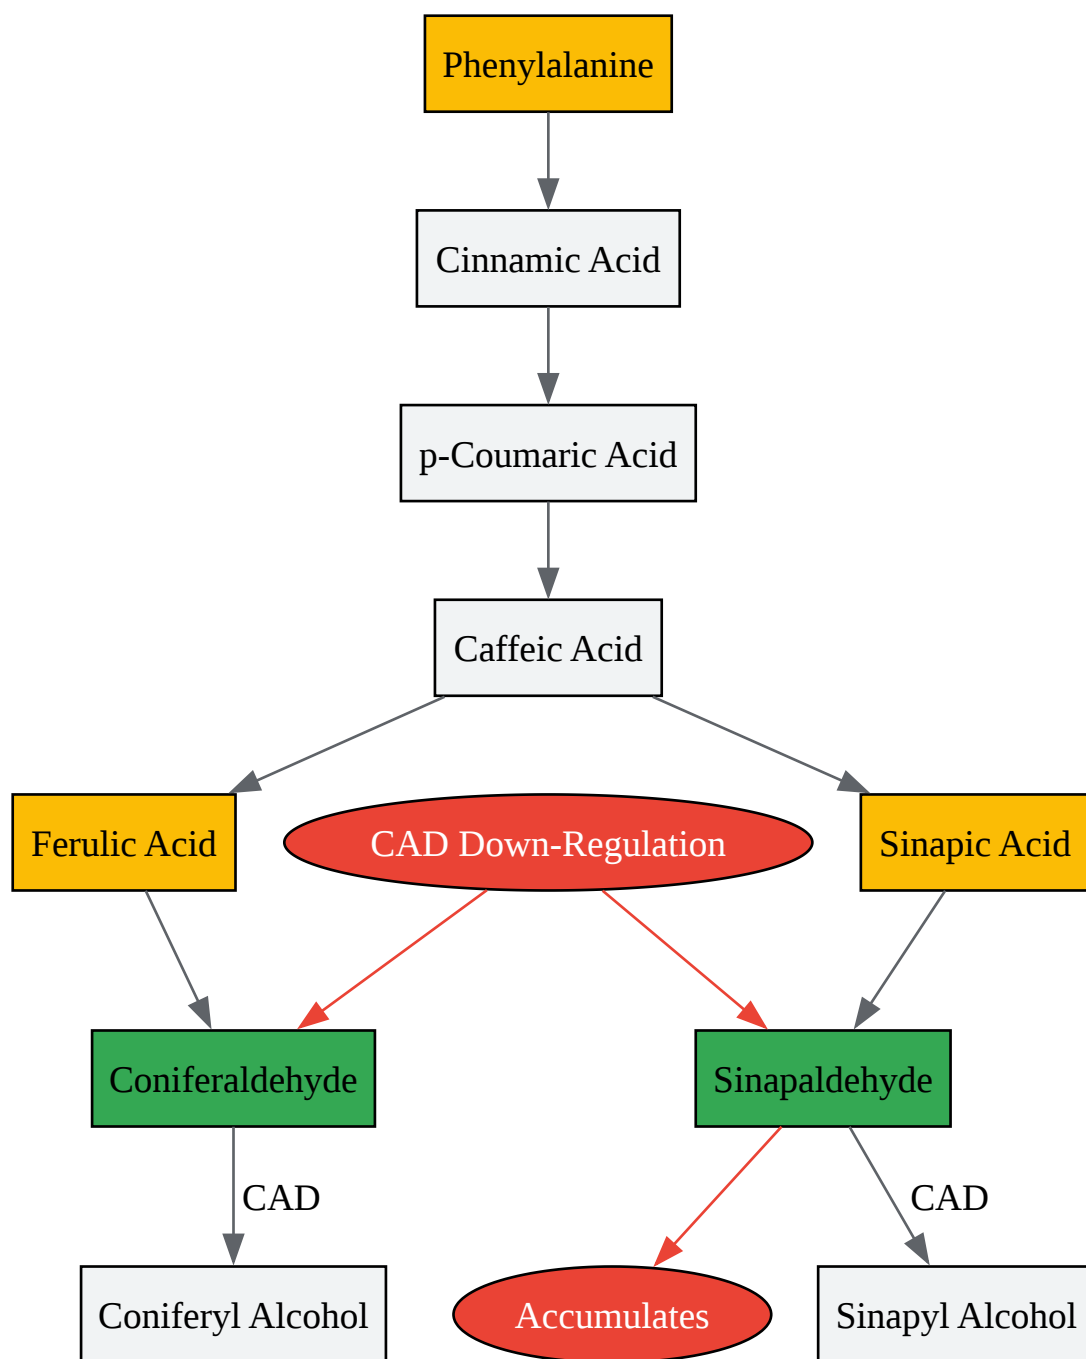 Phenylalanine
Cinnamic Acid
p-Coumaric Acid
Caffeic Acid
Ferulic Acid
CAD Down-Regulation
Sinapic Acid
Coniferaldehyde
Sinapaldehyde
CAD
CAD
Coniferyl Alcohol
Accumulates
Sinapyl Alcohol